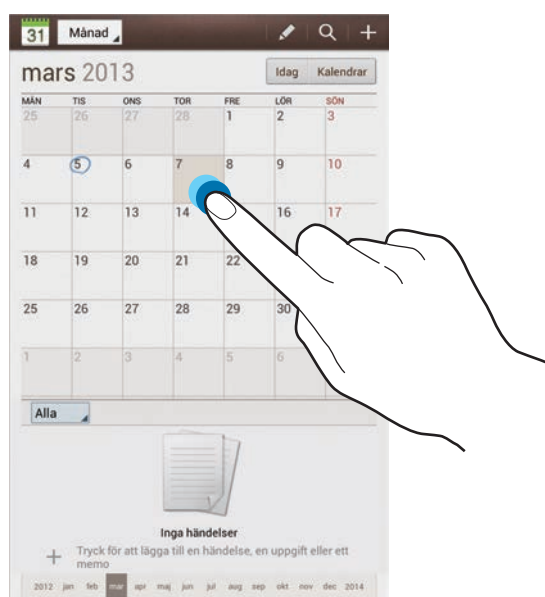 31 Månad
mars 2013 Idag Kalendrar
MÅN TIS ONS TOR FRE LÖR SÖN
25 26 27 28 1 2 3
4 5 6 7 8 9 10
11 12 13 14 16 17
18 19 20 21 22
25 26 27 28 29 30
1 2 3 4 5 6
Alla
Inga händelser
Tryck för att lägga till en händelse, en uppgift eller ett
memo
2012 jan feb mar apr maj jun jul aug sep okt nov dec 2014